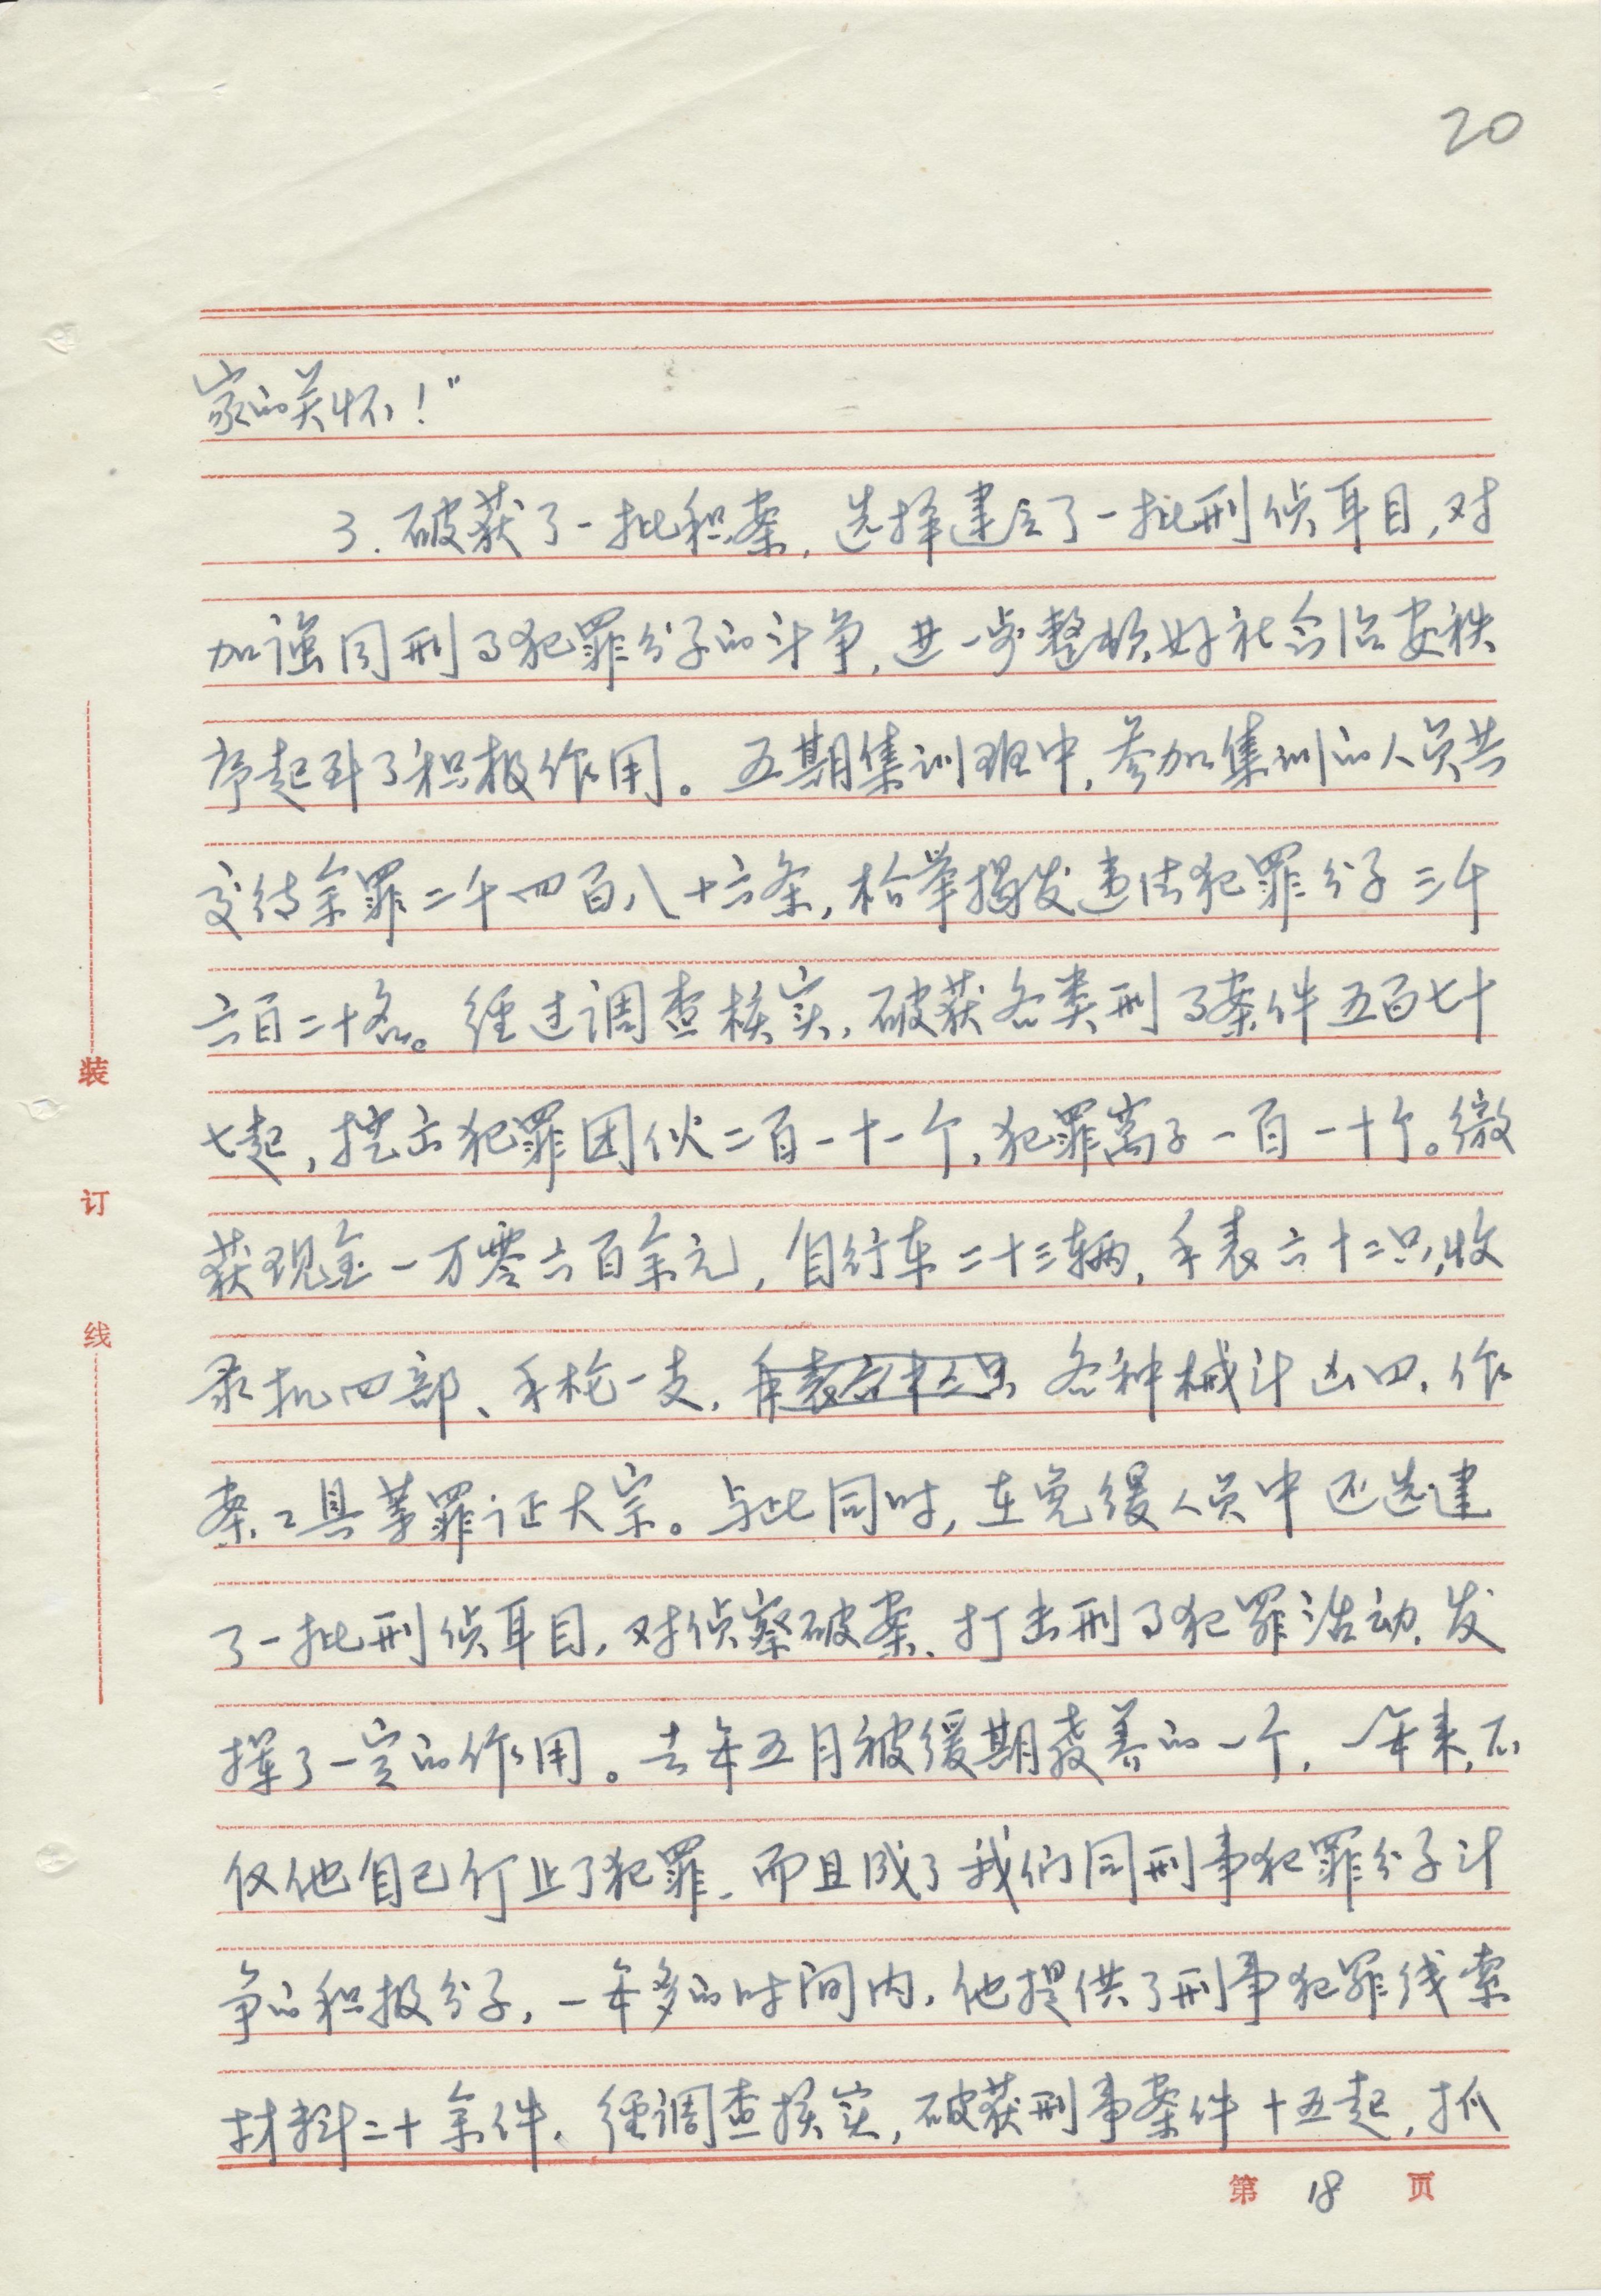 20
家的关怀！”
3. 破获了一批积案，选择建立了一批刑侦耳目，对
加强同刑事犯罪分子的斗争，进一步整顿好社会治安秩
序起到了积极作用。五期集训班中，参加集训的人员共
交待余罪二千四百八十六条，检举揭发违法犯罪分子三千
六百二十名。经过调查核实，破获各类刑事案件五百七十
七起，挖出犯罪团伙二百一十一个，犯罪窝子一百一十个。缴
获现金一万零六百余元，自行车二十三辆，手表六十二只，收
录机四部、手枪一支，手表六十二只，各种械斗凶器，作
案工具等罪证大宗。与此同时，在宽缓人员中还选建
了一批刑侦耳目，对侦察破案、打击刑事犯罪活动，发
挥了一定的作用。去年五月被缓期教养的一个，一年来，不
仅他自己停止了犯罪，而且成了我们同刑事犯罪分子斗
争的积极分子，一年多的时间内，他提供了刑事犯罪线索
材料二十余件，经调查核实，破获刑事案件十五起，抓
装
订
线
第 18 页